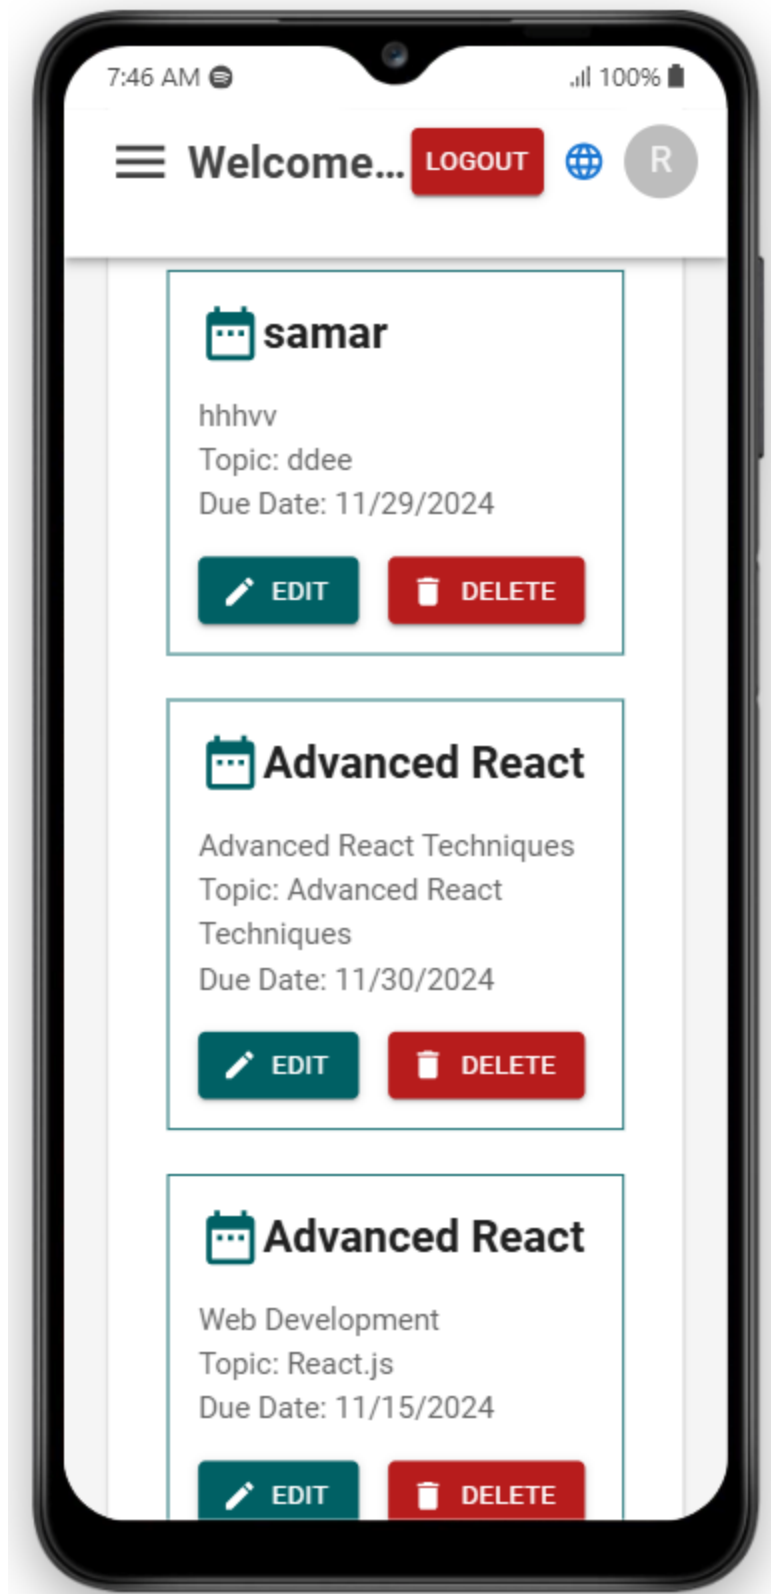 7:46 AM 100%
Welcome... LOGOUT R
samar
hhhvv
Topic: ddee
Due Date: 11/29/2024
EDIT DELETE
Advanced React
Advanced React Techniques
Topic: Advanced React
Techniques
Due Date: 11/30/2024
EDIT DELETE
Advanced React
Web Development
Topic: React.js
Due Date: 11/15/2024
EDIT DELETE